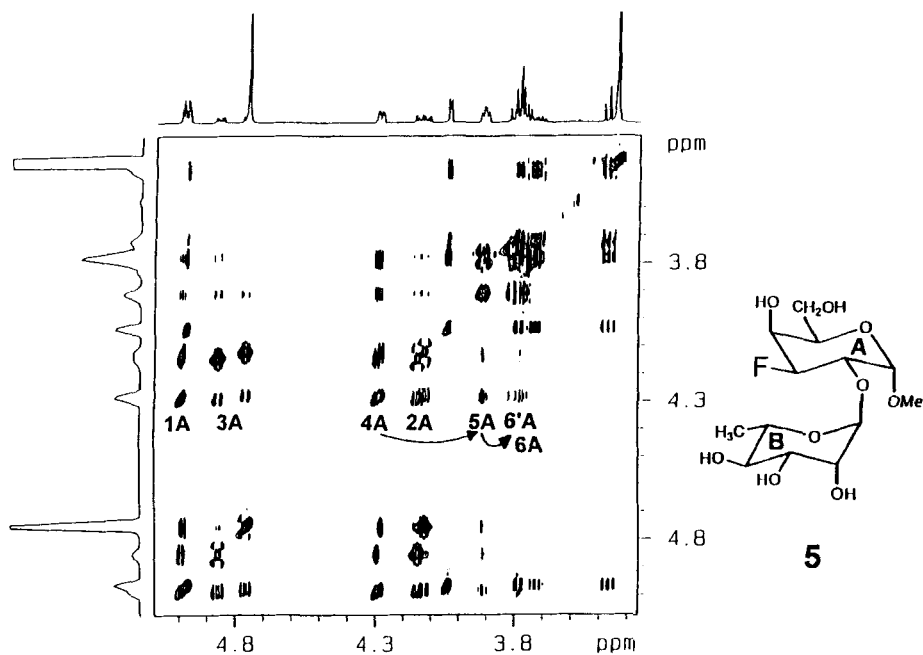 ppm
3.8
4.3
4.8
1A 3A 4A 2A 5A 6'A
6A
4.8 4.3 3.8 ppm
HO CH₂OH
O
A
F
O OMe
H₃C O
B
HO
HO
OH
5